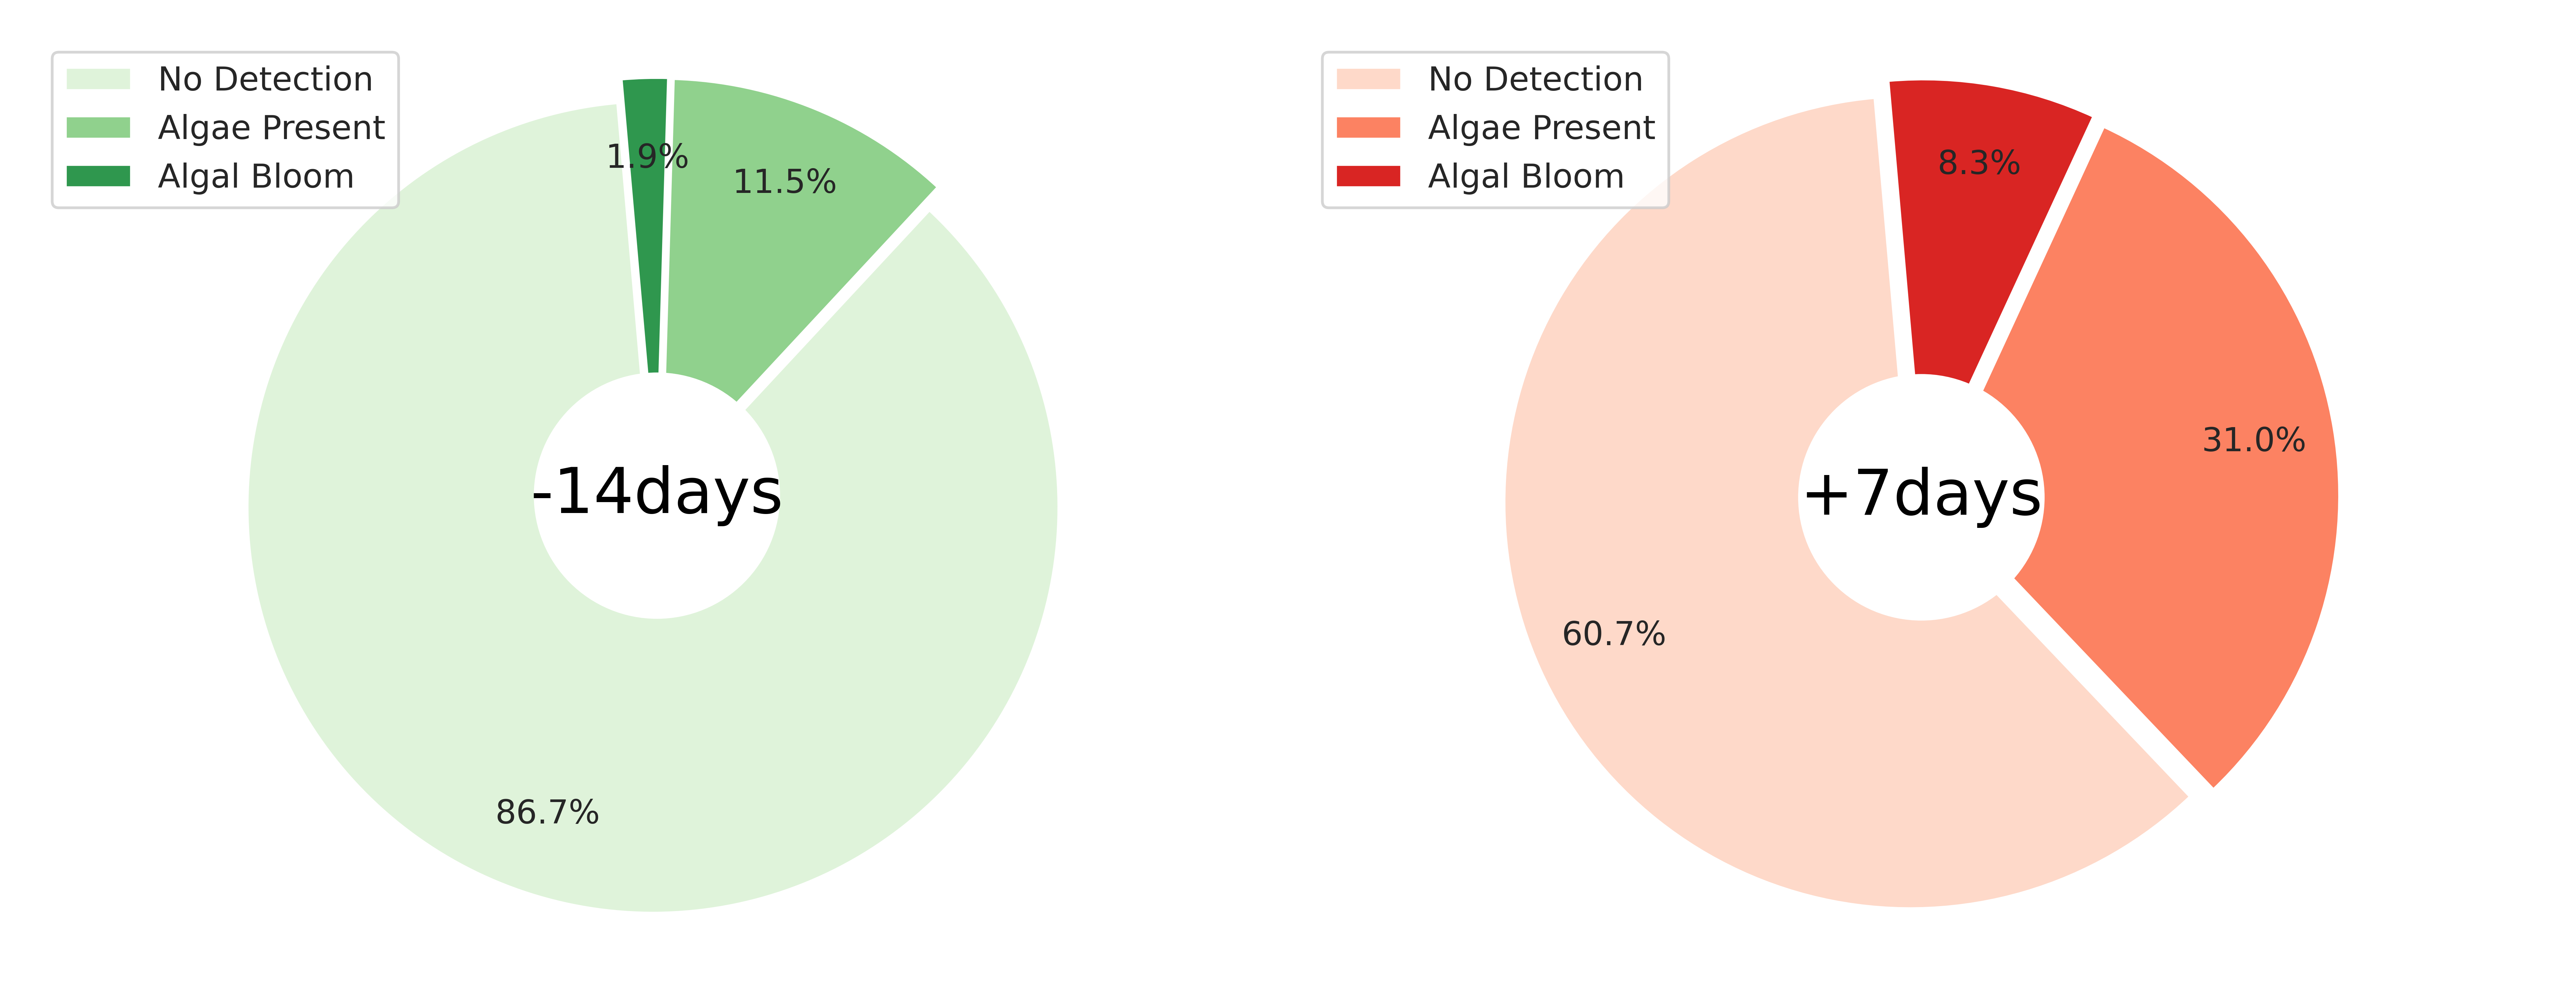 No Detection
Algae Present
Algal Bloom
1.9%
11.5%
-14days
86.7%
No Detection
Algae Present
Algal Bloom
8.3%
31.0%
+7days
60.7%